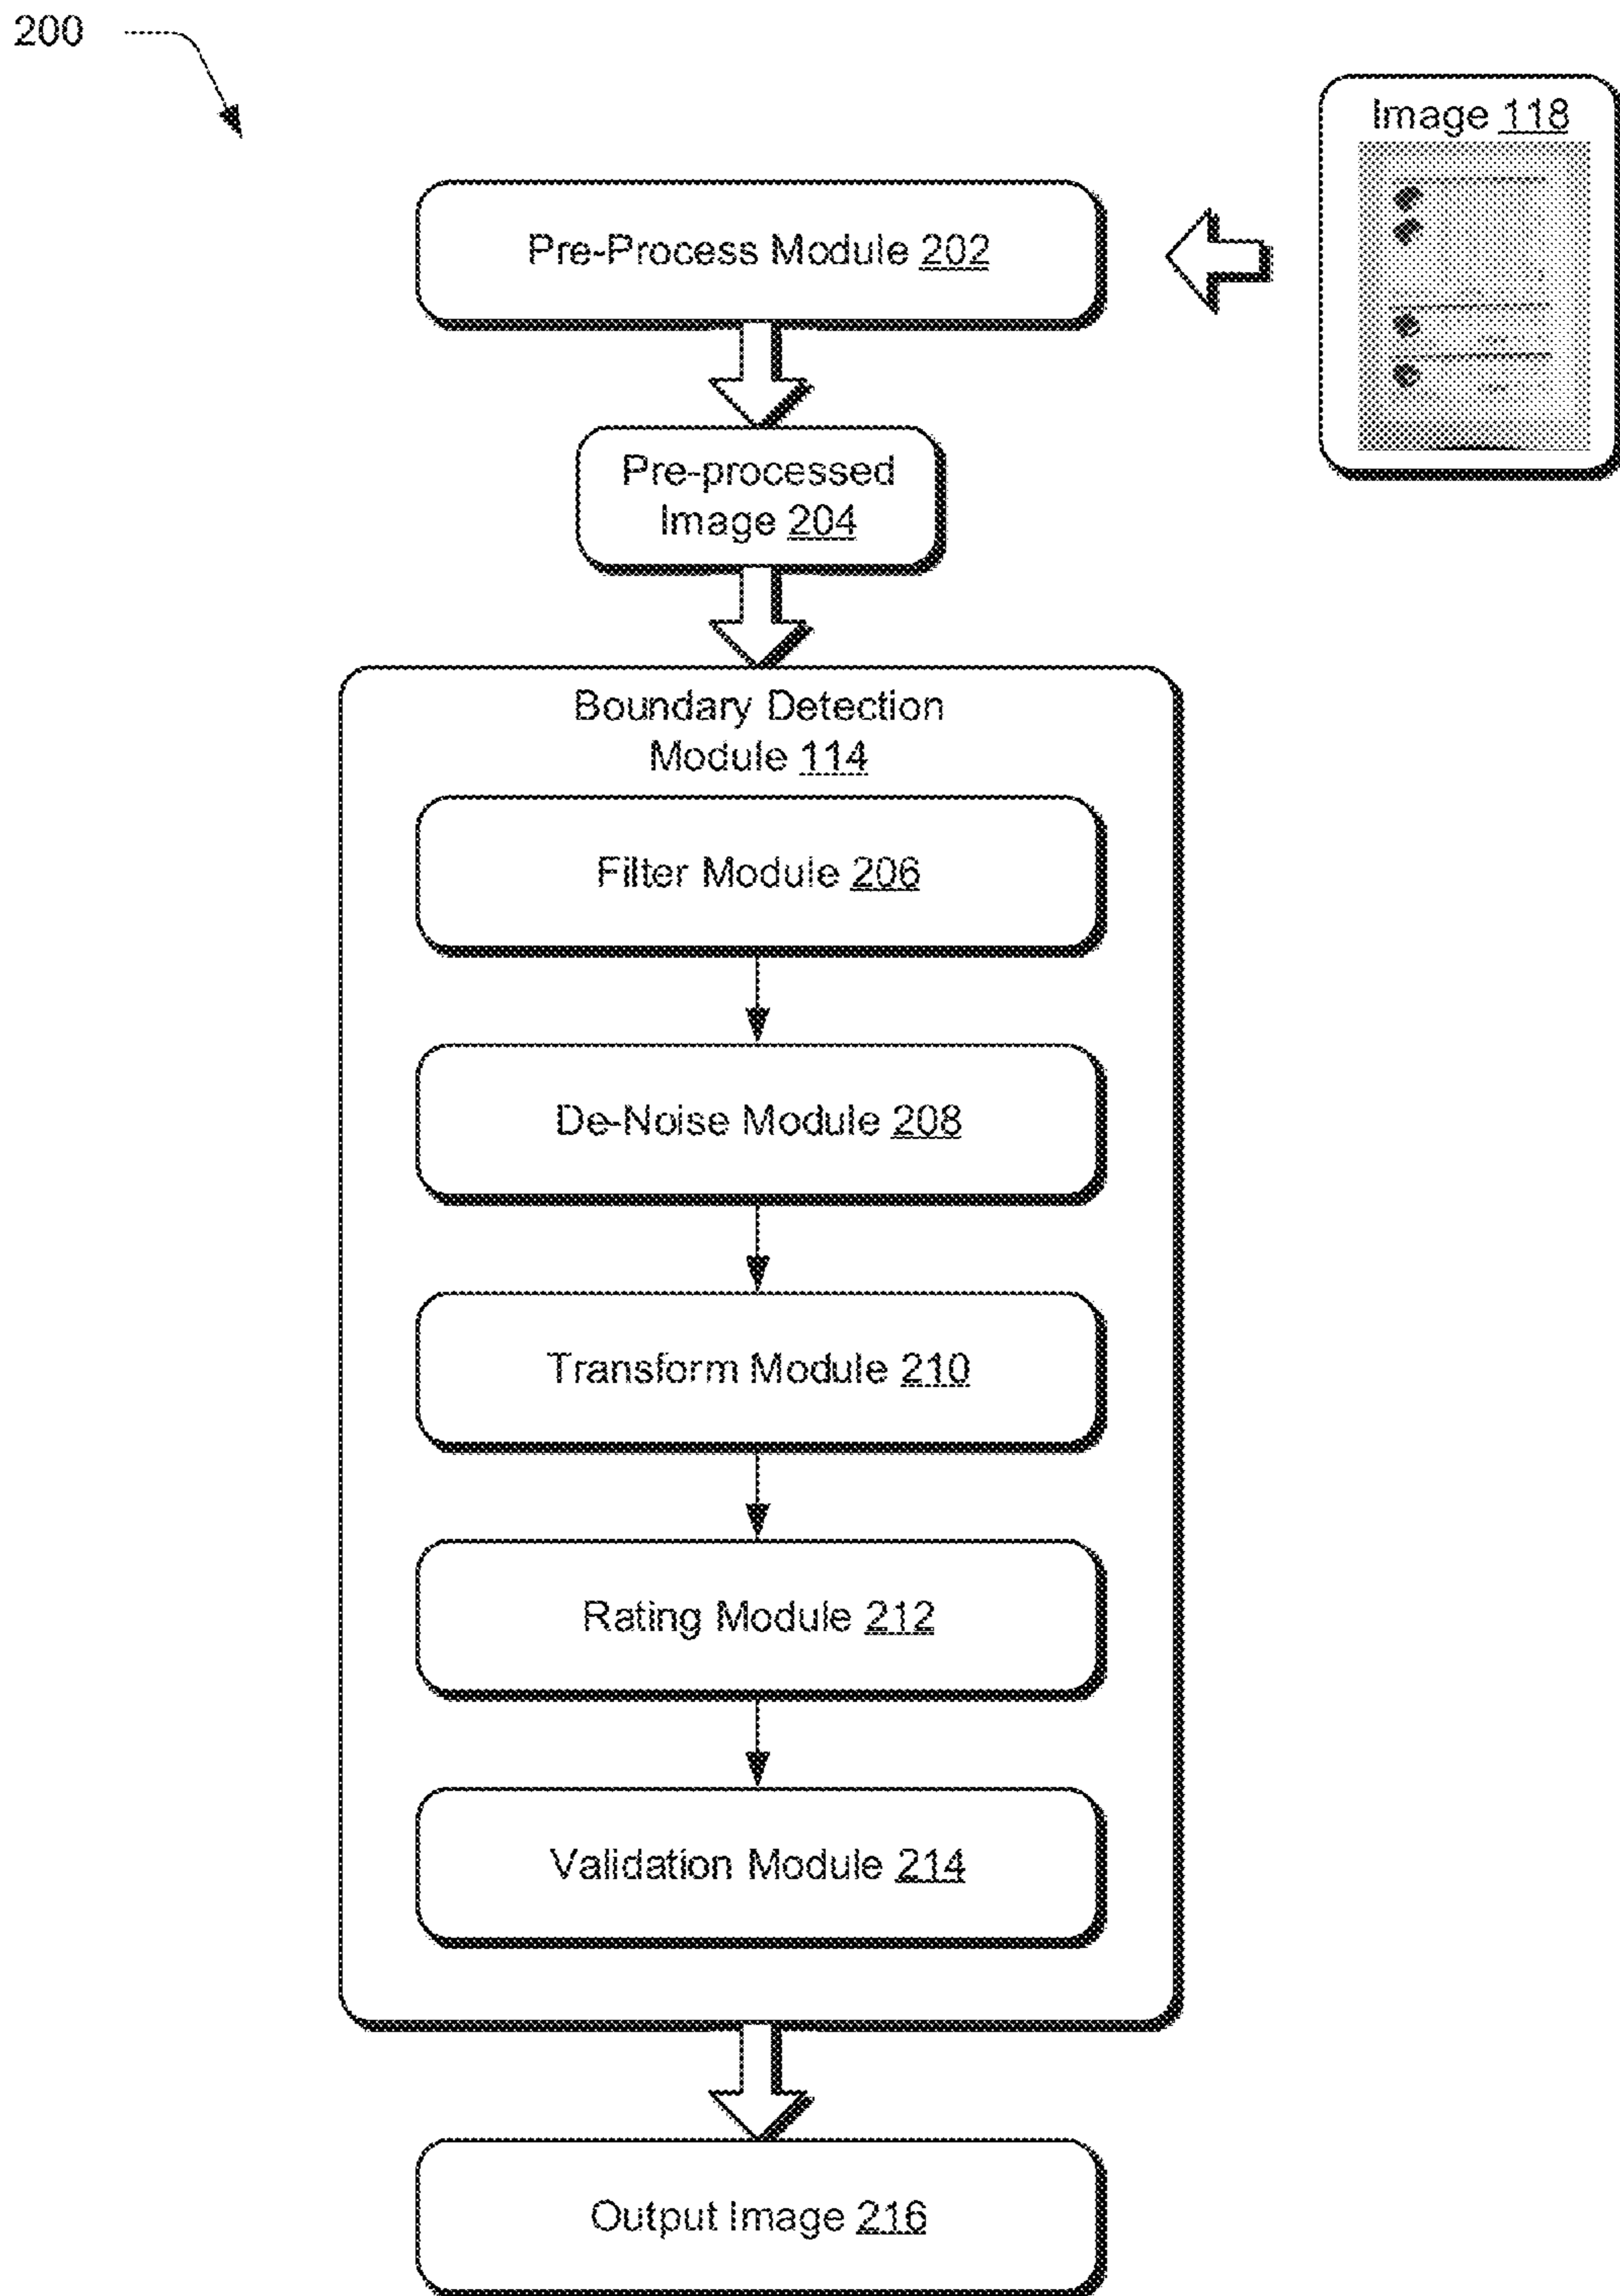 200
Image 118
Pre-Process Module 202
Pre-processed
Image 204
Boundary Detection
Module 114
Filter Module 206
De-Noise Module 208
Transform Module 210
Rating Module 212
Validation Module 214
Output Image 216